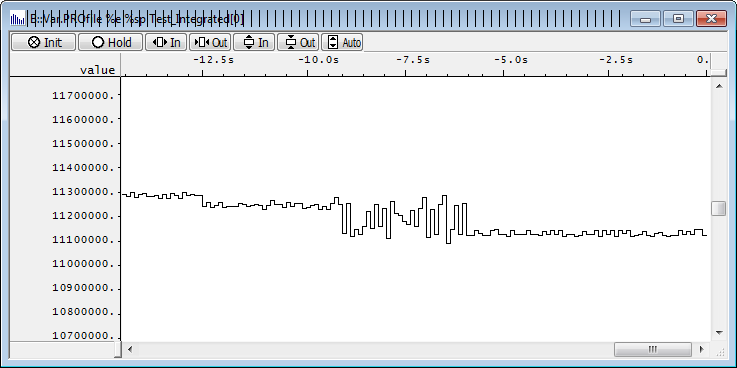 E::Var.PROfile %e %sp Test_Integrated[0]
Init Hold In Out In Out Auto
-12.5s -10.0s -7.5s -5.0s -2.5s 0.
value
11700000.
11600000.
11500000.
11400000.
11300000.
11200000.
11100000.
11000000.
10900000.
10800000.
10700000.